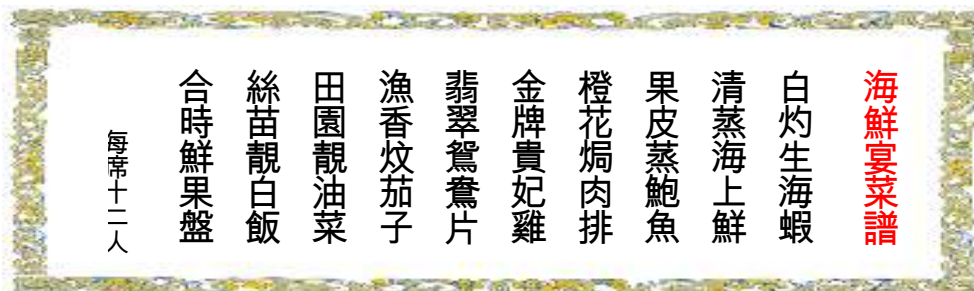 海鮮宴菜譜
白灼生海蝦
清蒸海上鮮
果皮蒸鮑魚
橙花焗肉排
金牌貴妃雞
翡翠鴛鴦片
漁香炆茄子
田園靚油菜
絲苗靚白飯
合時鮮果盤
每席十二人